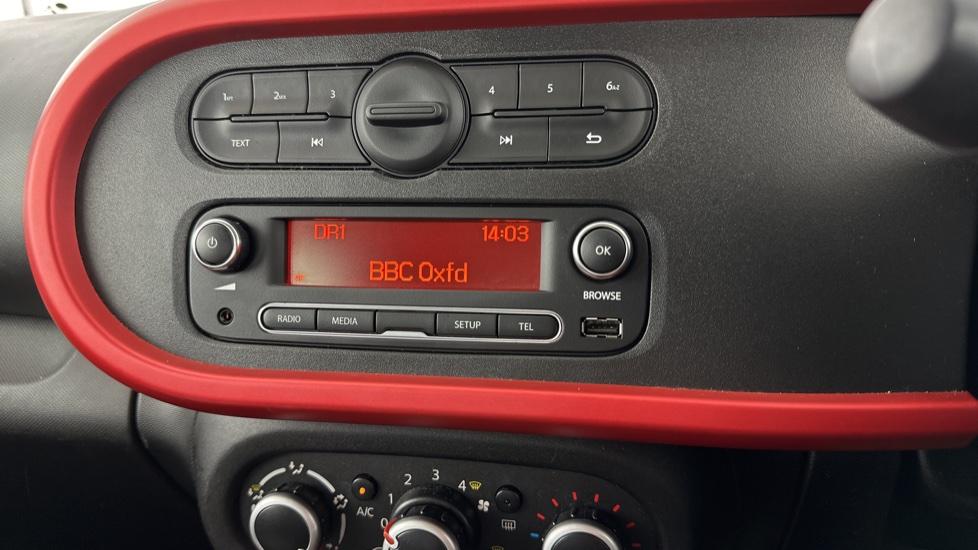 1 2 3 4 5 6
TEXT
DR1 14:03
BBC Oxfd
OK
BROWSE
RADIO MEDIA SETUP TEL
A/C
0 1 2 3 4